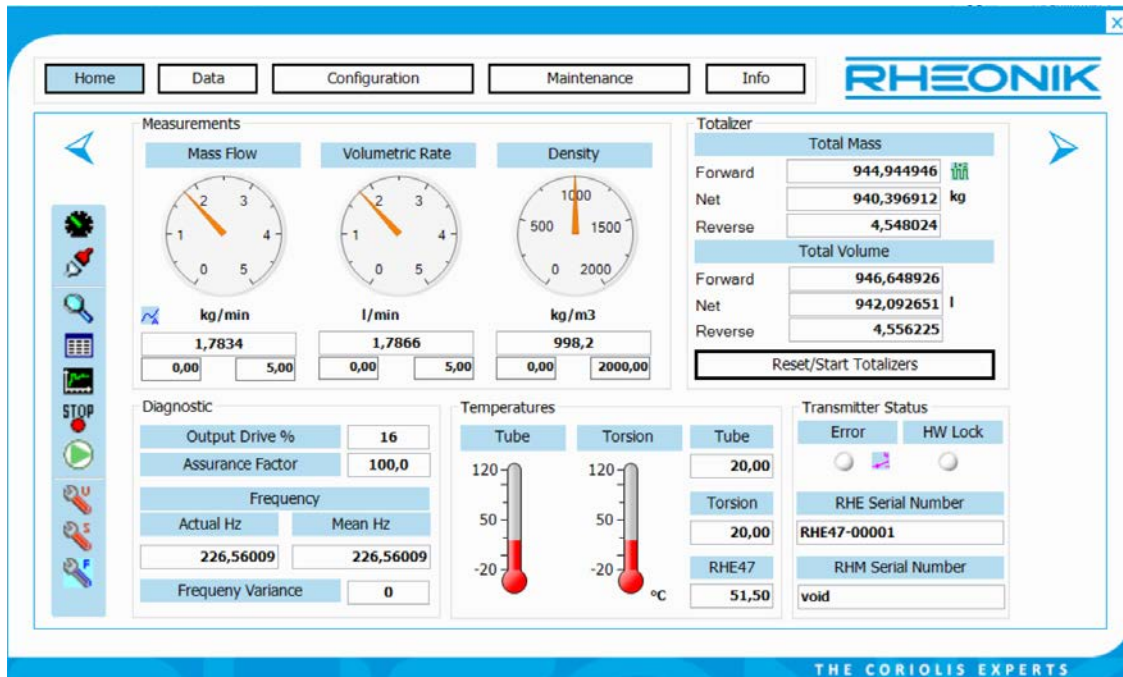 Home Data Configuration Maintenance Info RHEONIK
Measurements
Mass Flow Volumetric Rate Density
0 1 2 3 4 5
0 1 2 3 4 5
0 500 1000 1500 2000
kg/min l/min kg/m3
1,7834 1,7866 998,2
0,00 5,00 0,00 5,00 0,00 2000,00
Totalizer
Total Mass
Forward 944,944946
Net 940,396912 kg
Reverse 4,548024
Total Volume
Forward 946,648926
Net 942,092651 l
Reverse 4,556225
Reset/Start Totalizers
STOP
U
S
F
Diagnostic
Output Drive % 16
Assurance Factor 100,0
Frequency
Actual Hz Mean Hz
226,56009 226,56009
Frequeny Variance 0
Temperatures
Tube Torsion Tube
120 120 20,00
50 50 Torsion
20,00
-20 -20 RHE47
°C 51,50
Transmitter Status
Error HW Lock
RHE Serial Number
RHE47-00001
RHM Serial Number
void
THE CORIOLIS EXPERTS